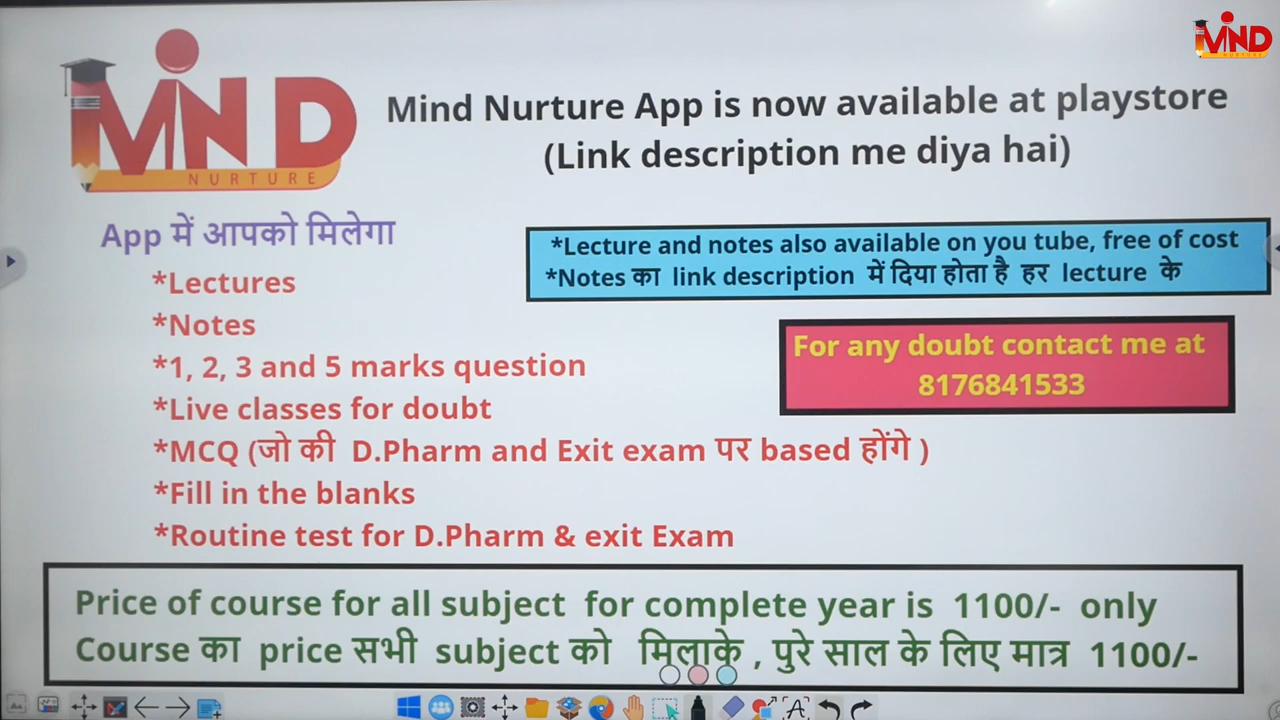 MIND
NURTURE
MIND
NURTURE
Mind Nurture App is now available at playstore
(Link description me diya hai)
App में आपको मिलेगा
*Lectures
*Notes
*1, 2, 3 and 5 marks question
*Live classes for doubt
*MCQ (जो की D.Pharm and Exit exam पर based होंगे )
*Fill in the blanks
*Routine test for D.Pharm & exit Exam
*Lecture and notes also available on you tube, free of cost
*Notes का link description में दिया होता है हर lecture के
For any doubt contact me at
8176841533
Price of course for all subject for complete year is 1100/- only
Course का price सभी subject को मिलाके , पुरे साल के लिए मात्र 1100/-